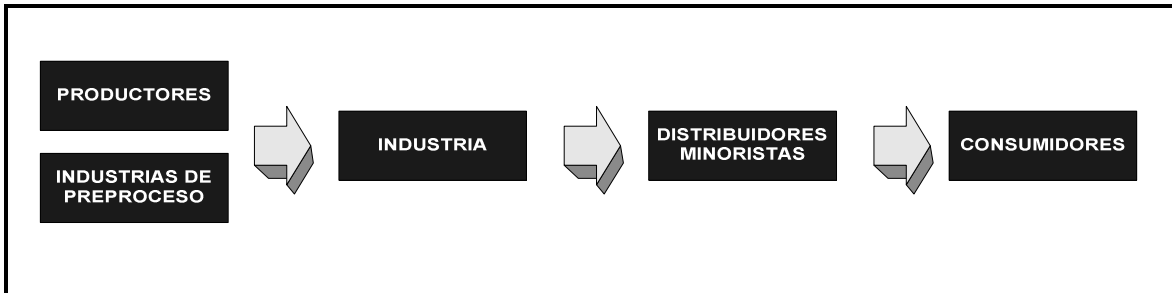 PRODUCTORES
INDUSTRIAS DE
PREPROCESO
INDUSTRIA
DISTRIBUIDORES
MINORISTAS
CONSUMIDORES